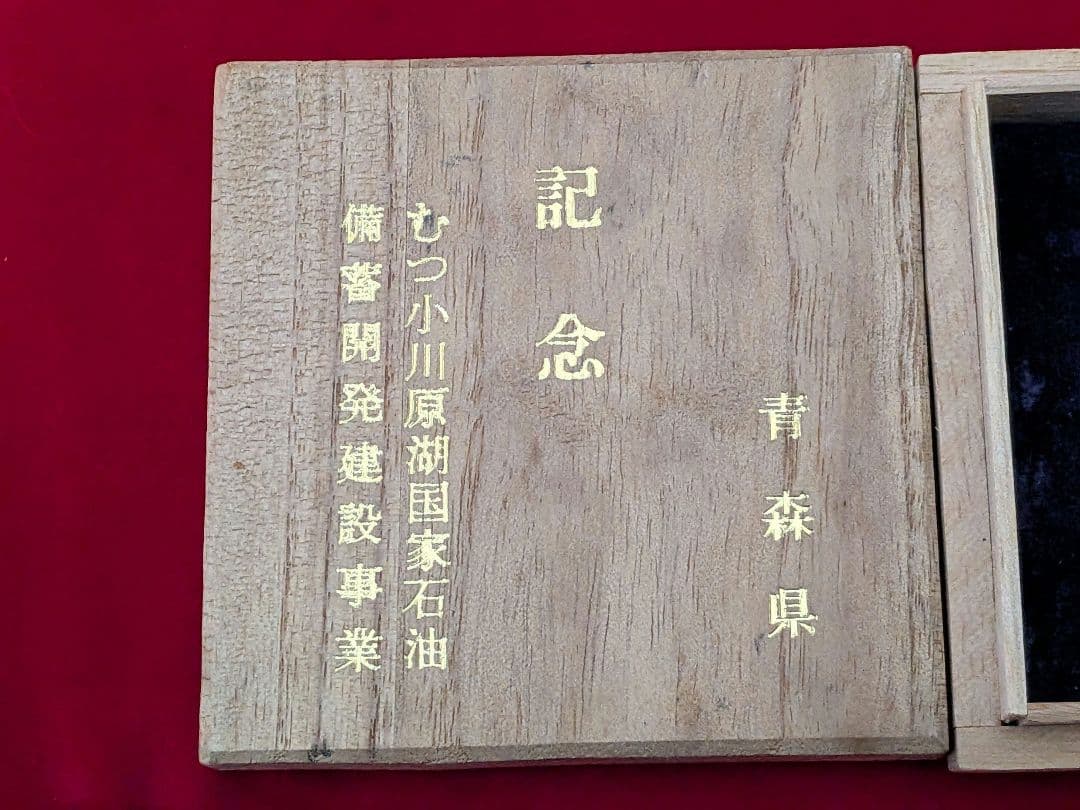 青森県
記念
むつ小川原湖国家石油
備蓄開発建設事業